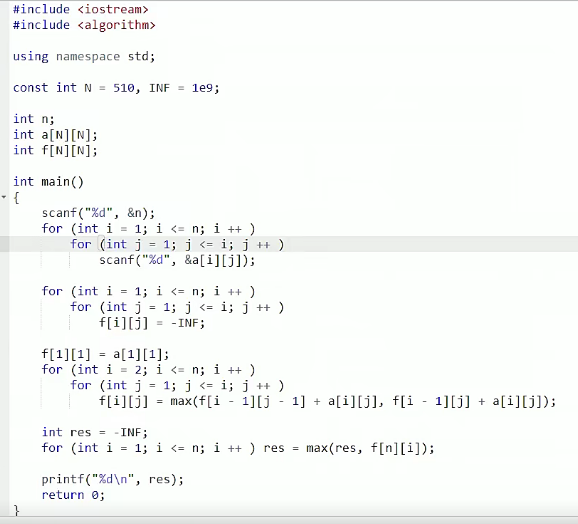 #include <iostream>
#include <algorithm>

using namespace std;

const int N = 510, INF = 1e9;

int n;
int a[N][N];
int f[N][N];

int main()
{
    scanf("%d", &n);
    for (int i = 1; i <= n; i ++ )
        for (int j = 1; j <= i; j ++ )
            scanf("%d", &a[i][j]);

    for (int i = 1; i <= n; i ++ )
        for (int j = 1; j <= i; j ++ )
            f[i][j] = -INF;

    f[1][1] = a[1][1];
    for (int i = 2; i <= n; i ++ )
        for (int j = 1; j <= i; j ++ )
            f[i][j] = max(f[i - 1][j - 1] + a[i][j], f[i - 1][j] + a[i][j]);

    int res = -INF;
    for (int i = 1; i <= n; i ++ ) res = max(res, f[n][i]);

    printf("%d\n", res);
    return 0;
}